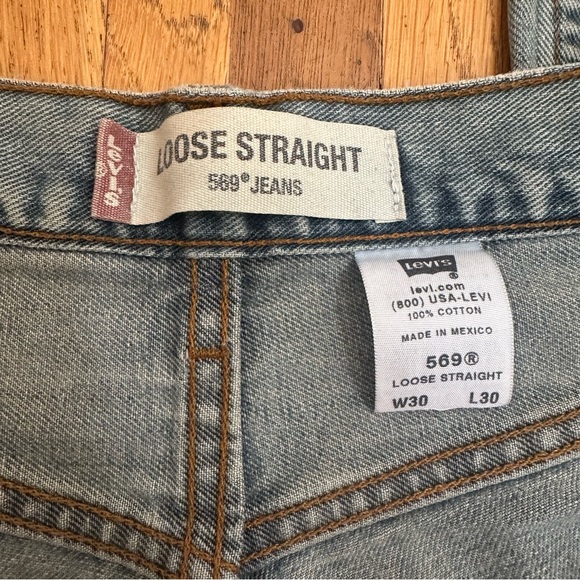 LEVI'S
LOOSE STRAIGHT
569® JEANS
LEVI'S ®
levi.com
(800) USA-LEVI
100% COTTON
MADE IN MEXICO
569®
LOOSE STRAIGHT
W30 L30